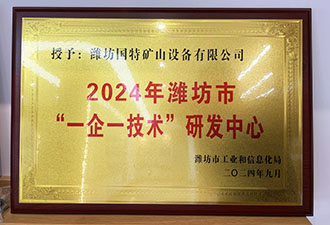 授予：潍坊国特矿山设备有限公司
2024年潍坊市
“一企一技术”研发中心
潍坊市工业和信息化局
二〇二四年九月